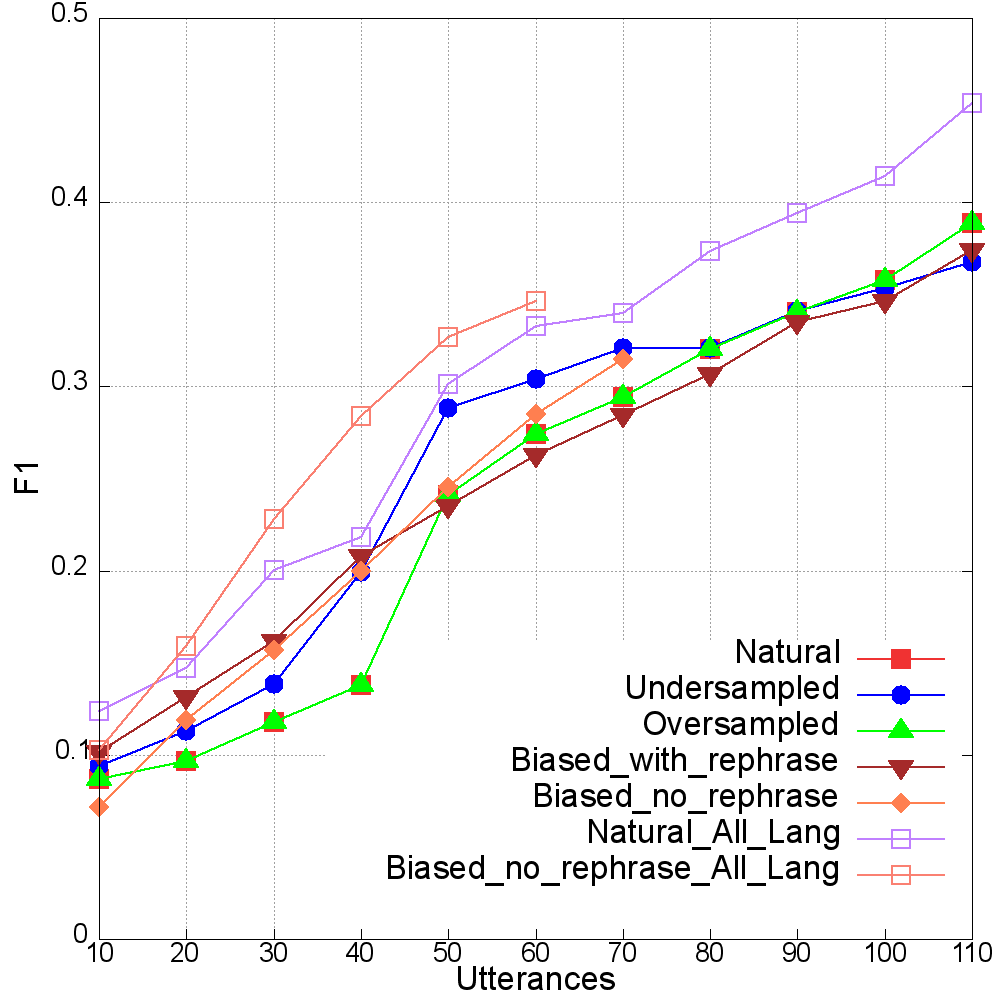 0.5
0.4
0.3
0.2
0.1
0
F1
Natural
Undersampled
Oversampled
Biased_with_rephrase
Biased_no_rephrase
Natural_All_Lang
Biased_no_rephrase_All_Lang
10 20 30 40 50 60 70 80 90 100 110
Utterances